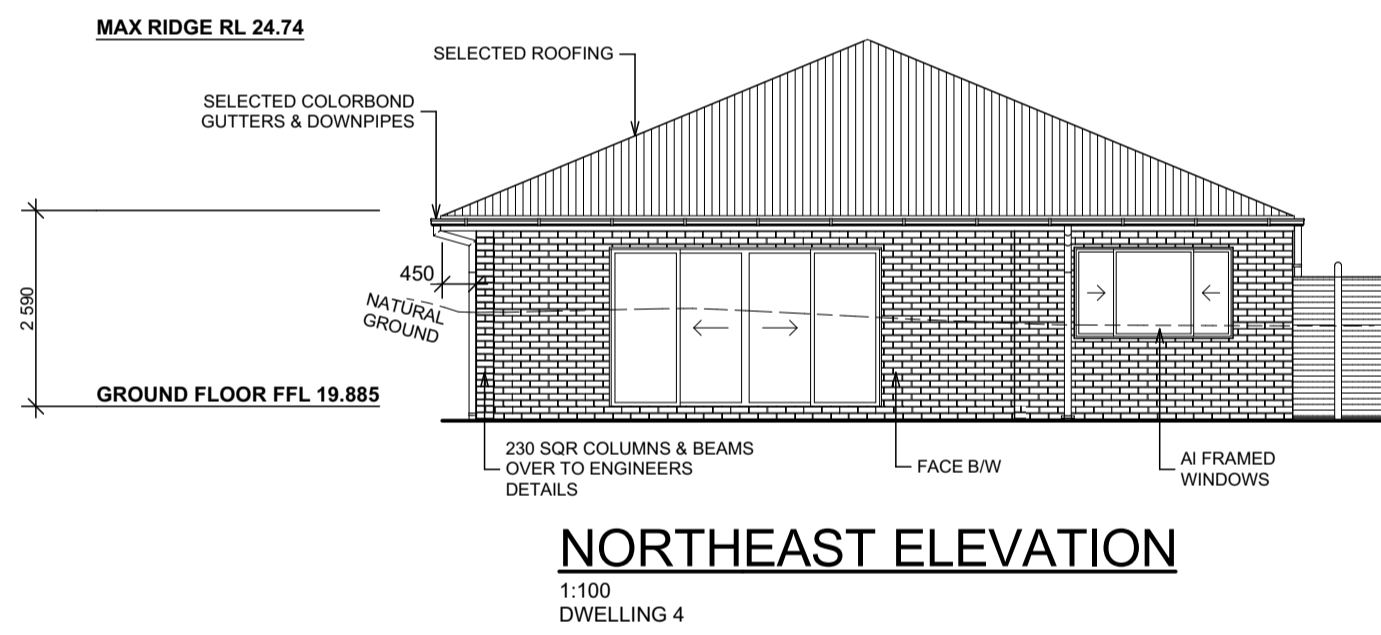 MAX RIDGE RL 24.74
SELECTED ROOFING
SELECTED COLORBOND
GUTTERS & DOWNPIPES
450
NATURAL
GROUND
2 590
GROUND FLOOR FFL 19.885
230 SQR COLUMNS & BEAMS
OVER TO ENGINEERS
DETAILS
FACE B/W
Al FRAMED
WINDOWS
NORTHEAST ELEVATION
1:100
DWELLING 4